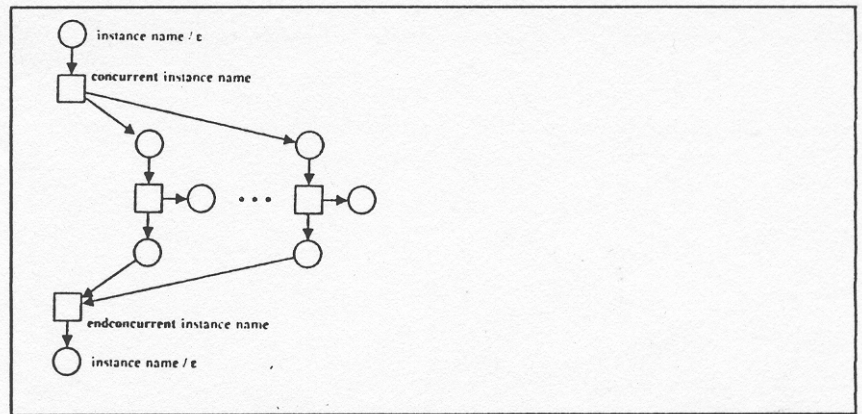 instance name / ε
concurrent instance name
• • •
endconcurrent instance name
instance name / ε